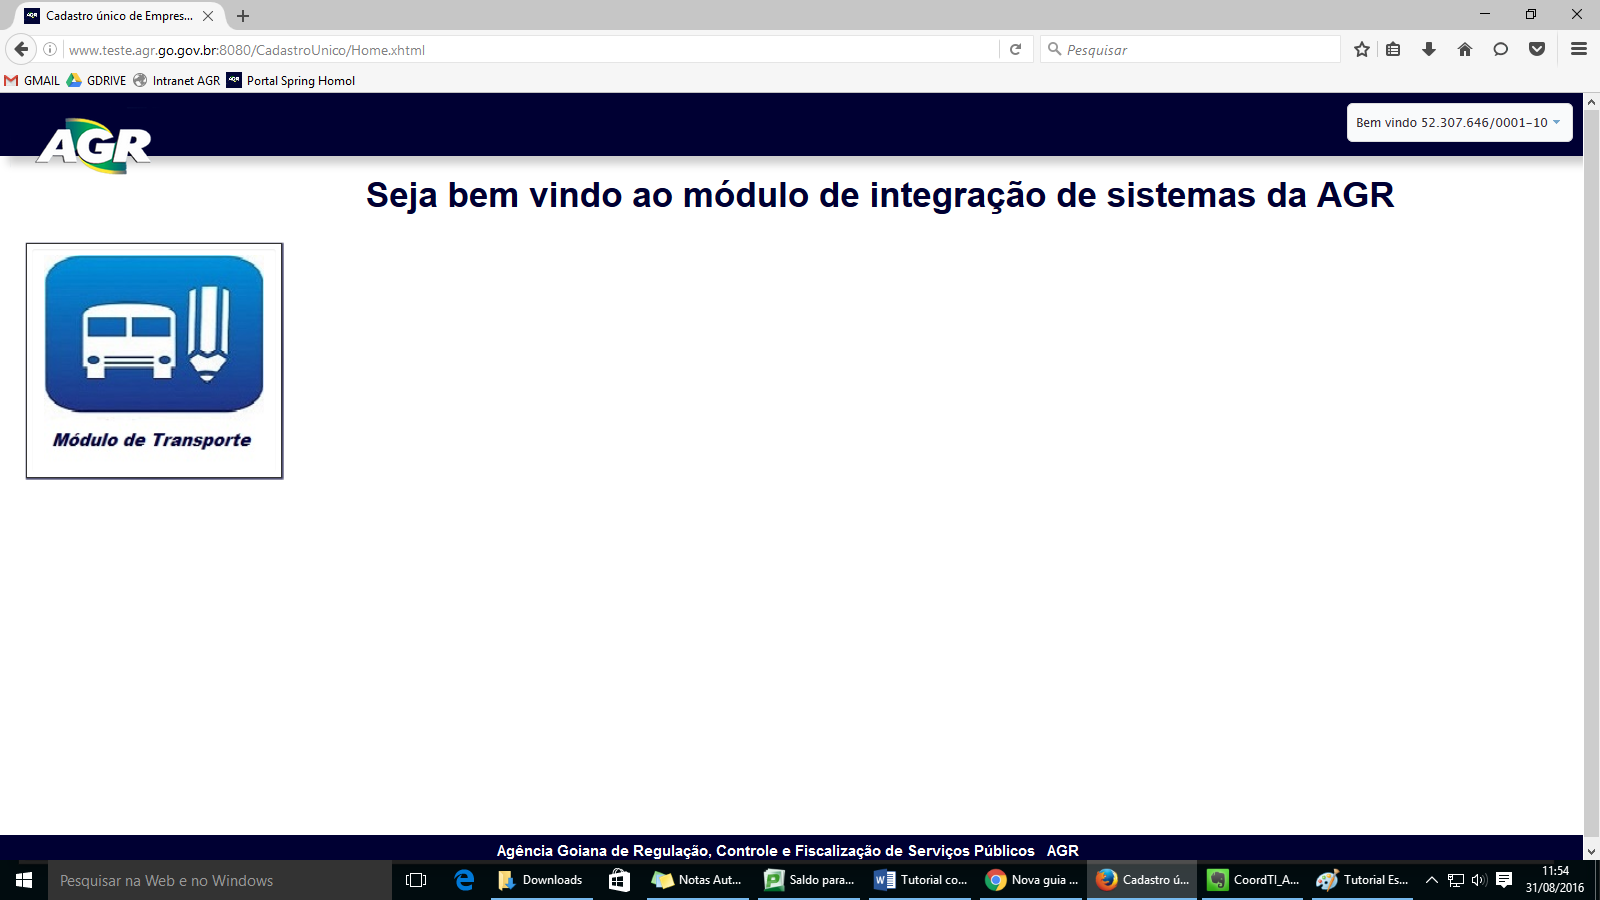 Cadastro único de Empres...
www.teste.agr.go.gov.br:8080/CadastroUnico/Home.xhtml
Pesquisar
GMAIL GDRIVE Intranet AGR Portal Spring Homol
AGR
Bem vindo 52.307.646/0001-10
Seja bem vindo ao módulo de integração de sistemas da AGR
Módulo de Transporte
Agência Goiana de Regulação, Controle e Fiscalização de Serviços Públicos AGR
Pesquisar na Web e no Windows
Downloads
Notas Aut...
Saldo para...
Tutorial co...
Nova guia ...
Cadastro ú...
CoordTI_A...
Tutorial Es...
11:54
31/08/2016